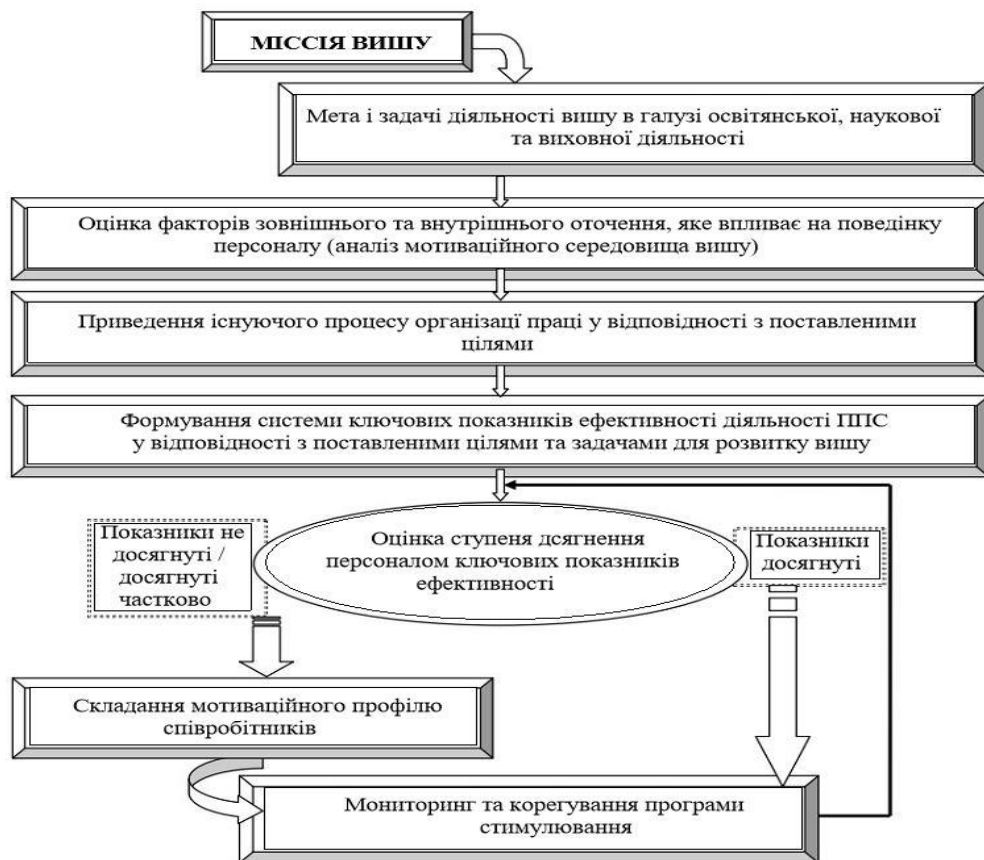 МІССІЯ ВИШУ
Мета і задачі діяльності вишу в галузі освітянської, наукової
та виховної діяльності
Оцінка факторів зовнішнього та внутрішнього оточення, яке впливає на поведінку
персоналу (аналіз мотиваційного середовища вишу)
Приведення існуючого процесу організації праці у відповідності з поставленими
цілями
Формування системи ключових показників ефективності діяльності ППС
у відповідності з поставленими цілями та задачами для розвитку вишу
Показники не
досягнуті /
досягнуті
частково
Оцінка ступеня дсягнення
персоналом ключових показників
ефективності
Показники
досягнуті
Складання мотиваційного профілю
співробітників
Мониторинг та корегування програми
стимулювання